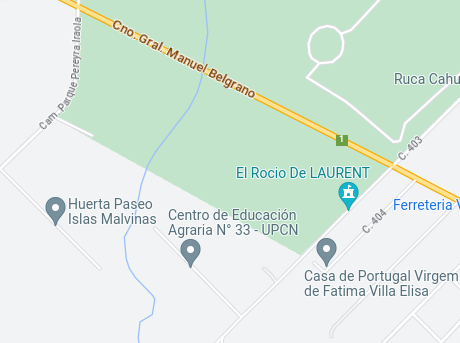 Cno. Gral. Manuel Belgrano
Cam. Parque Pereyra Iraola
Ruca Cahu
1
C. 403
El Rocio De LAURENT
Huerta Paseo
Islas Malvinas
Centro de Educación
Agraria N° 33 - UPCN
Ferreteria V
C. 404
Casa de Portugal Virgem
de Fatima Villa Elisa